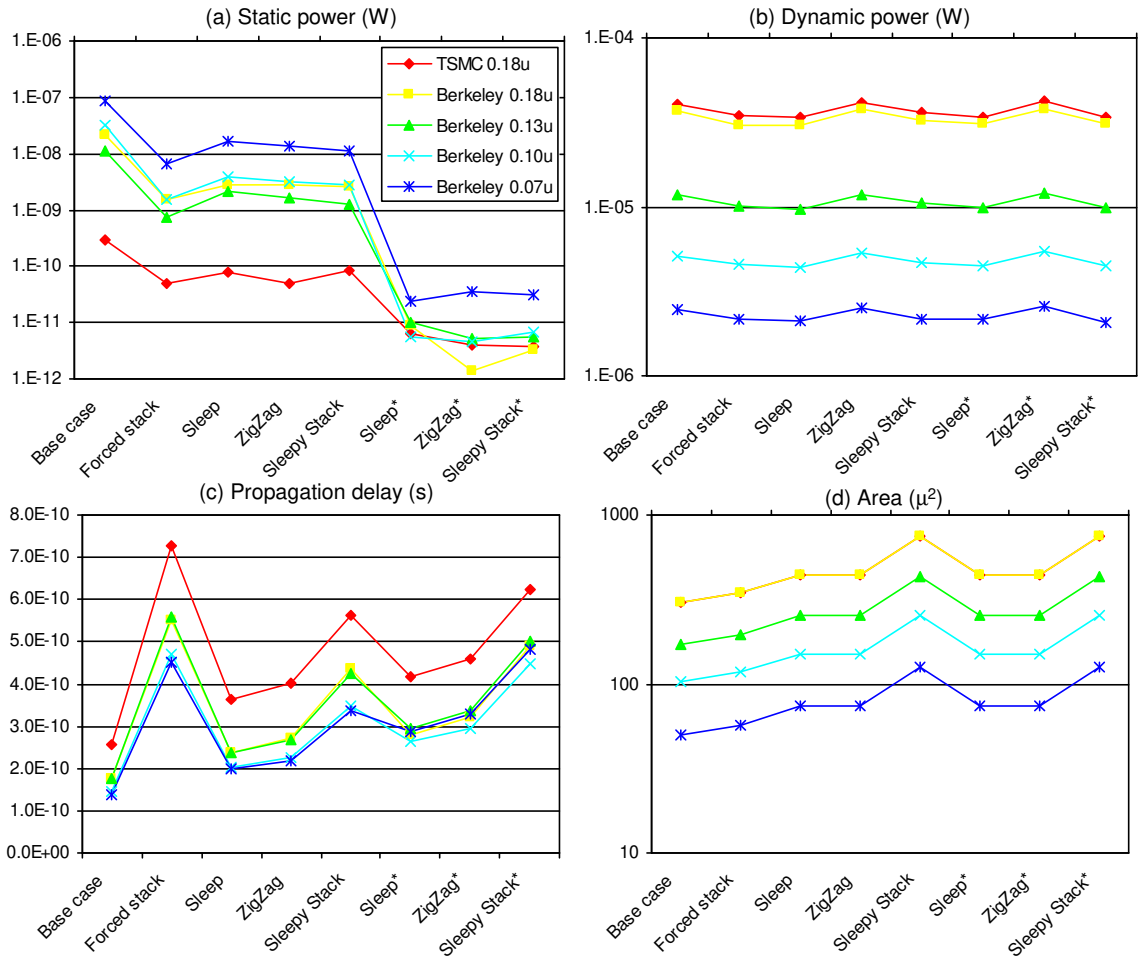 (a) Static power (W)
1.E-06
1.E-07
1.E-08
1.E-09
1.E-10
1.E-11
1.E-12
TSMC 0.18u
Berkeley 0.18u
Berkeley 0.13u
Berkeley 0.10u
Berkeley 0.07u
Base case
Forced stack
Sleep
ZigZag
Sleepy Stack
Sleep*
ZigZag*
Sleepy Stack*
(b) Dynamic power (W)
1.E-04
1.E-05
1.E-06
Base case
Forced stack
Sleep
ZigZag
Sleepy Stack
Sleep*
ZigZag*
Sleepy Stack*
(c) Propagation delay (s)
8.0E-10
7.0E-10
6.0E-10
5.0E-10
4.0E-10
3.0E-10
2.0E-10
1.0E-10
0.0E+00
Base case
Forced stack
Sleep
ZigZag
Sleepy Stack
Sleep*
ZigZag*
Sleepy Stack*
(d) Area (μ²)
1000
100
10
Base case
Forced stack
Sleep
ZigZag
Sleepy Stack
Sleep*
ZigZag*
Sleepy Stack*